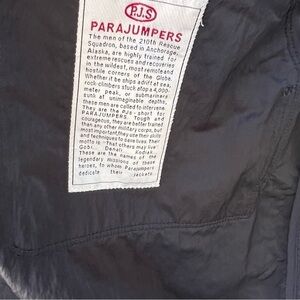 P.J.S
PARAJUMPERS
The men of the 210th Rescue
Squadron, based in Anchorage,
Alaska, are highly trained for
extreme rescues and recoveries
in the wildest, most remote and
hostile corners of the Globe.
Whether it be ships adrift at sea,
rock climbers stuck atop a 4,000-
meter peak, or submarines
sunk at unimaginable depths,
these men are called to intervene.
They are the PJs - short for
PARAJUMPERS. Tough and
courageous, they are better trained
than any other military corps, but
most important, they use their skills
and techniques to save lives. Their
motto is "That others may live"
Gobi, Denali, Kodiak...
These are the names of the
legendary missions of these
heroes, to whom Parajumpers
dedicate their jackets.